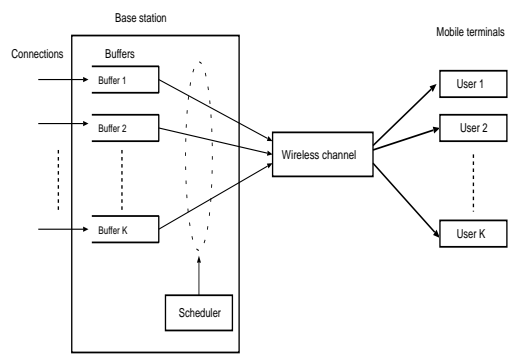 Base station
Mobile terminals
Connections
Buffers
Buffer 1
User 1
Buffer 2
User 2
Wireless channel
Buffer K
User K
Scheduler